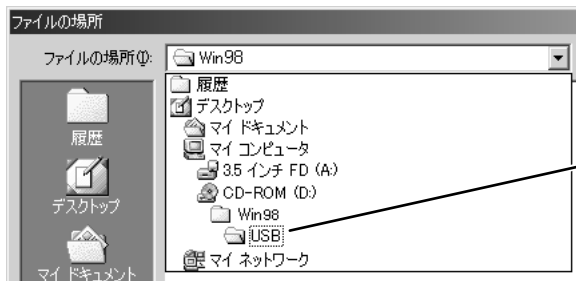 ファイルの場所
ファイルの場所(I):
Win98
履歴
デスクトップ
マイ ドキュメント
マイ コンピュータ
3.5 インチ FD (A:)
CD-ROM (D:)
Win98
USB
マイ ネットワーク
履歴
デスクトップ
マイ ドキュメント